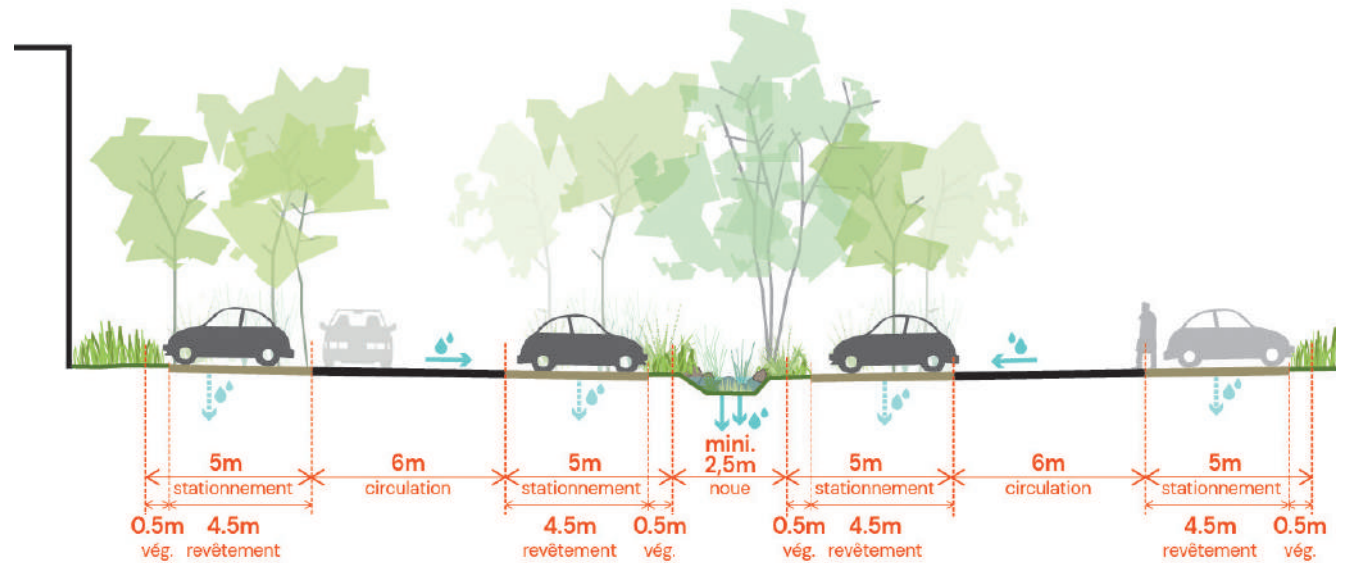 5m 6m 5m mini. 2,5m 5m 6m 5m
stationnement circulation stationnement noue stationnement circulation stationnement
0.5m 4.5m 4.5m 0.5m 0.5m 4.5m 4.5m 0.5m
vég. revêtement revêtement vég. vég. revêtement revêtement vég.